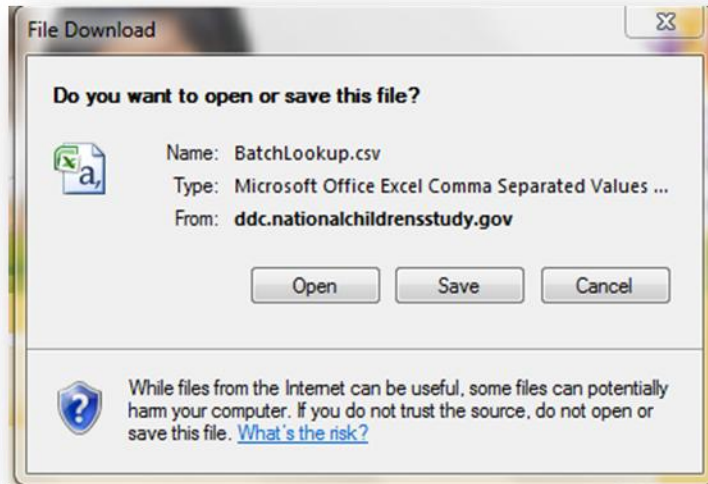 File Download
Do you want to open or save this file?
Name: BatchLookup.csv
Type: Microsoft Office Excel Comma Separated Values ...
From: ddc.nationalchildrensstudy.gov
Open Save Cancel
While files from the Internet can be useful, some files can potentially
harm your computer. If you do not trust the source, do not open or
save this file. What's the risk?